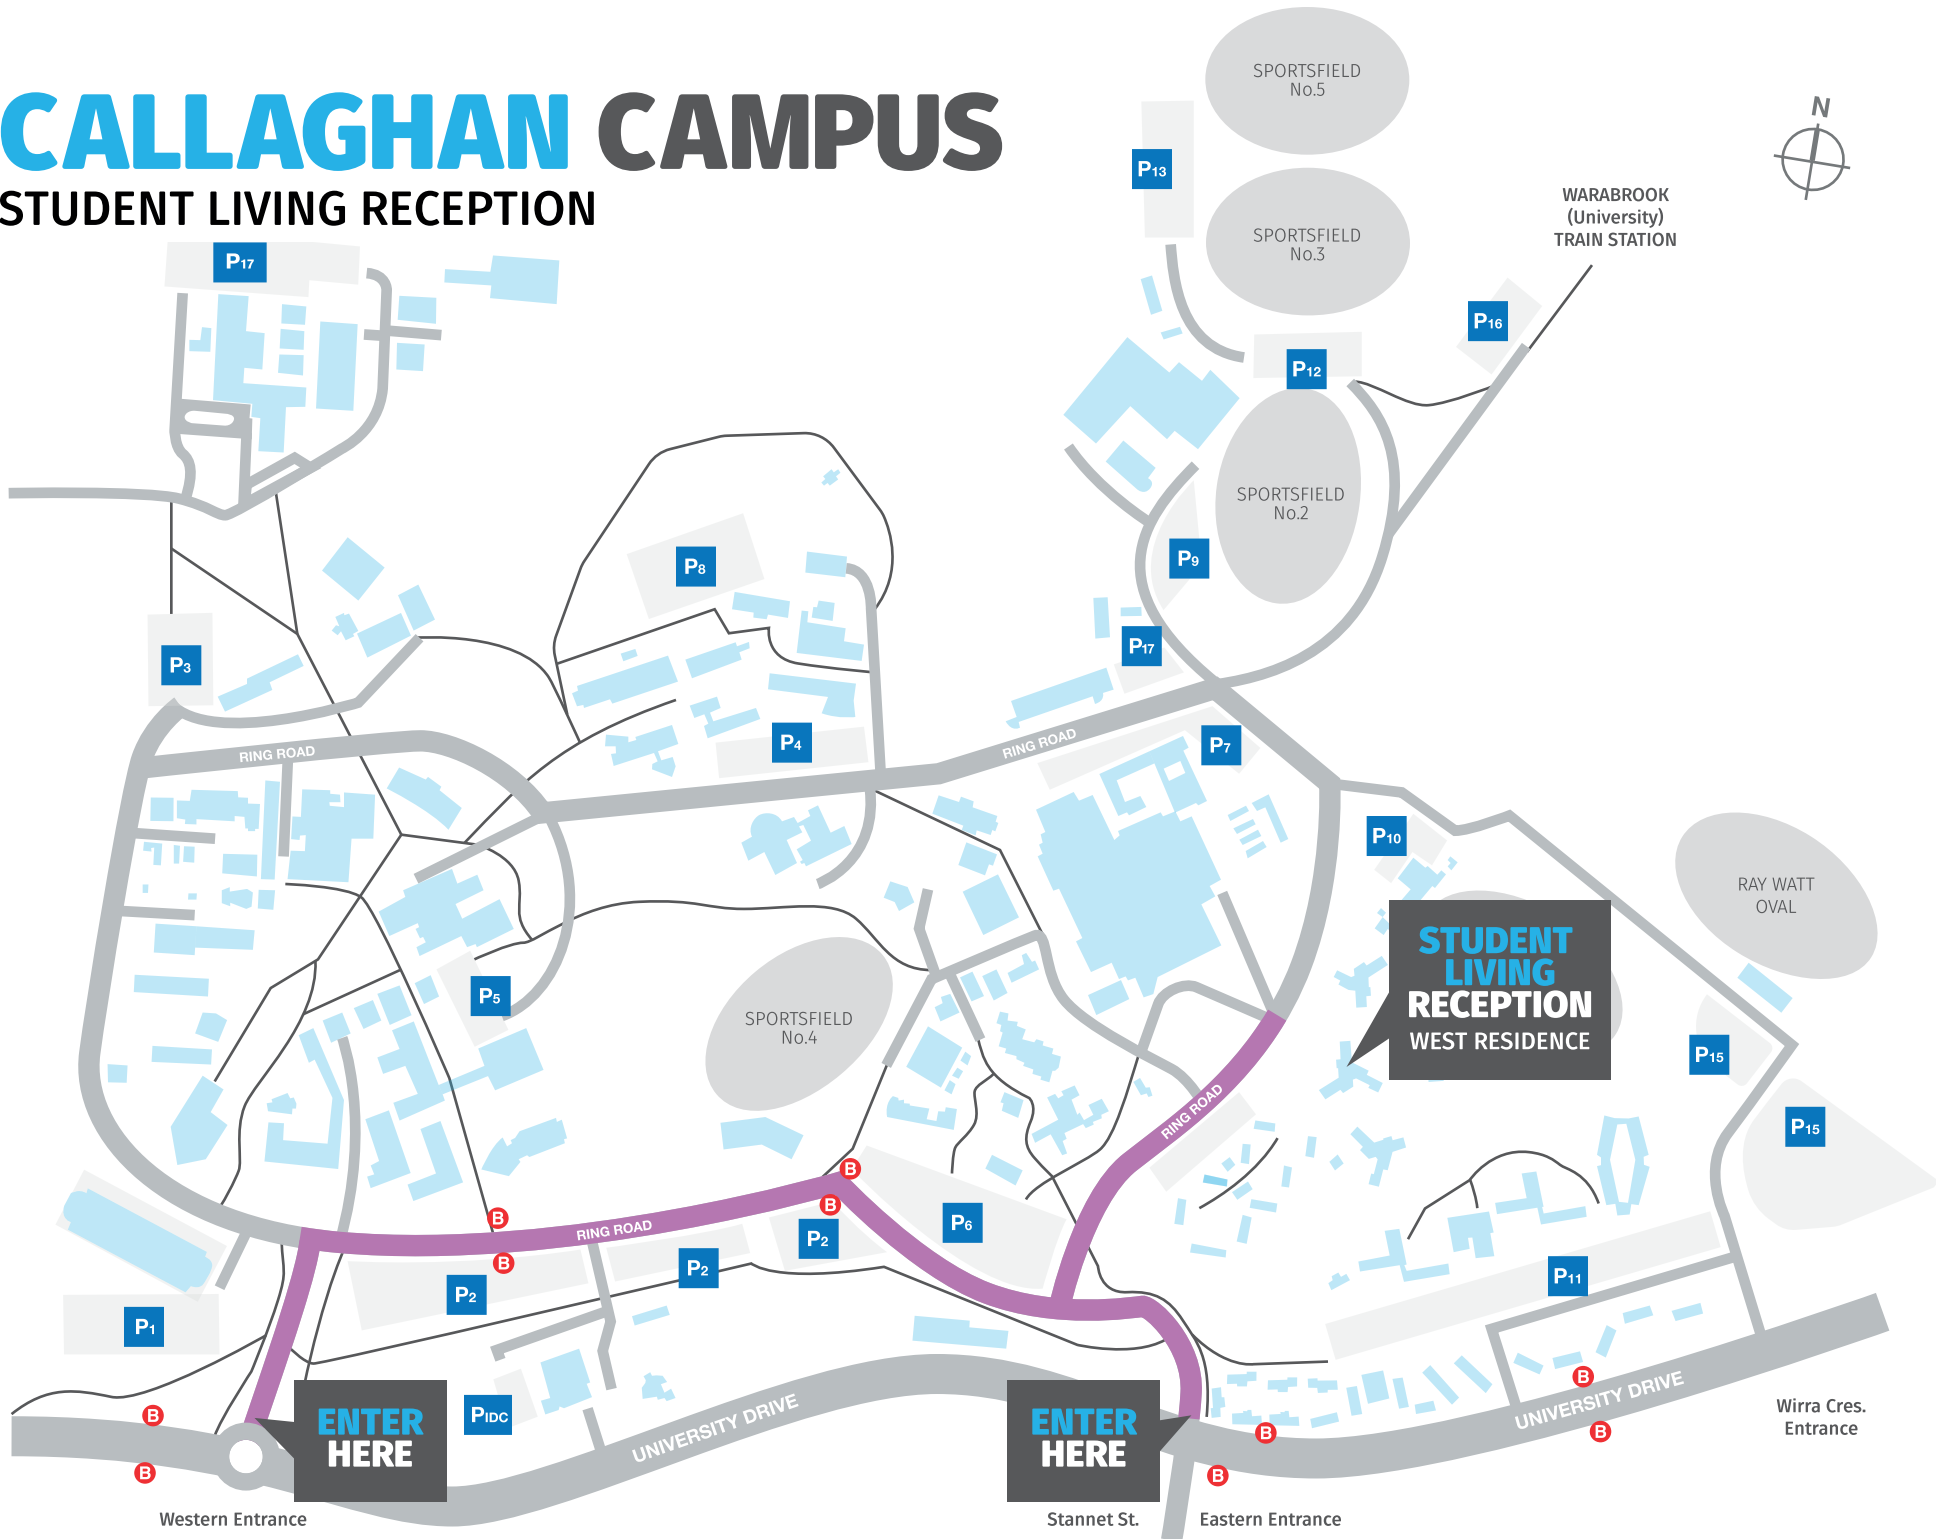 CALLAGHAN CAMPUS
STUDENT LIVING RECEPTION
N
SPORTSFIELD
No.5
P13
SPORTSFIELD
No.3
WARABROOK
(University)
TRAIN STATION
P17
P16
P12
SPORTSFIELD
No.2
P8
P9
P17
P3
P4
P7
RING ROAD
RING ROAD
P10
RAY WATT
OVAL
STUDENT
LIVING
RECEPTION
WEST RESIDENCE
P5
SPORTSFIELD
No.4
P15
RING ROAD
P15
B
B
B
B
RING ROAD
P6
P2
P2
P2
P11
P1
ENTER
HERE
PIDC
UNIVERSITY DRIVE
ENTER
HERE
B
UNIVERSITY DRIVE
B
Wirra Cres.
Entrance
B
B
B
B
Western Entrance
Stannet St.
Eastern Entrance